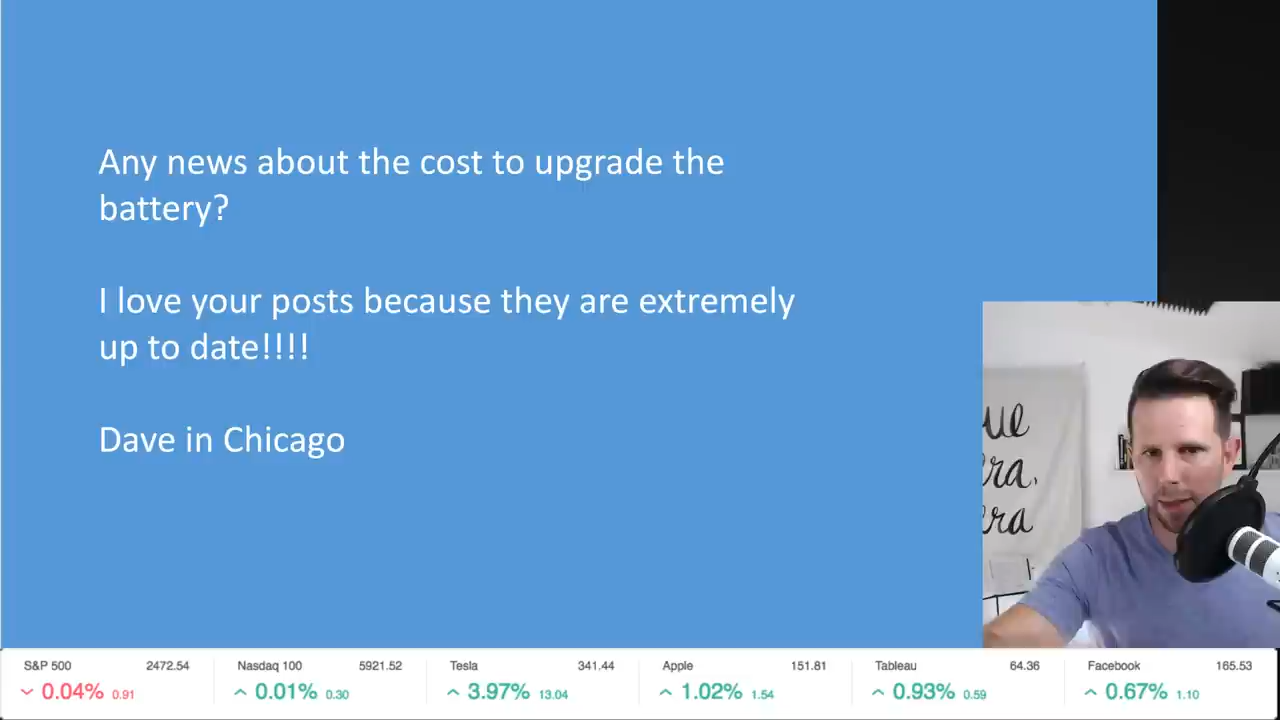 Any news about the cost to upgrade the
battery?
I love your posts because they are extremely
up to date!!!!
Dave in Chicago
ue
era,
era
S&P 500 2472.54 Nasdaq 100 5921.52 Tesla 341.44 Apple 151.81 Tableau 64.36 Facebook 165.53
0.04% 0.91 0.01% 0.30 3.97% 13.04 1.02% 1.54 0.93% 0.59 0.67% 1.10